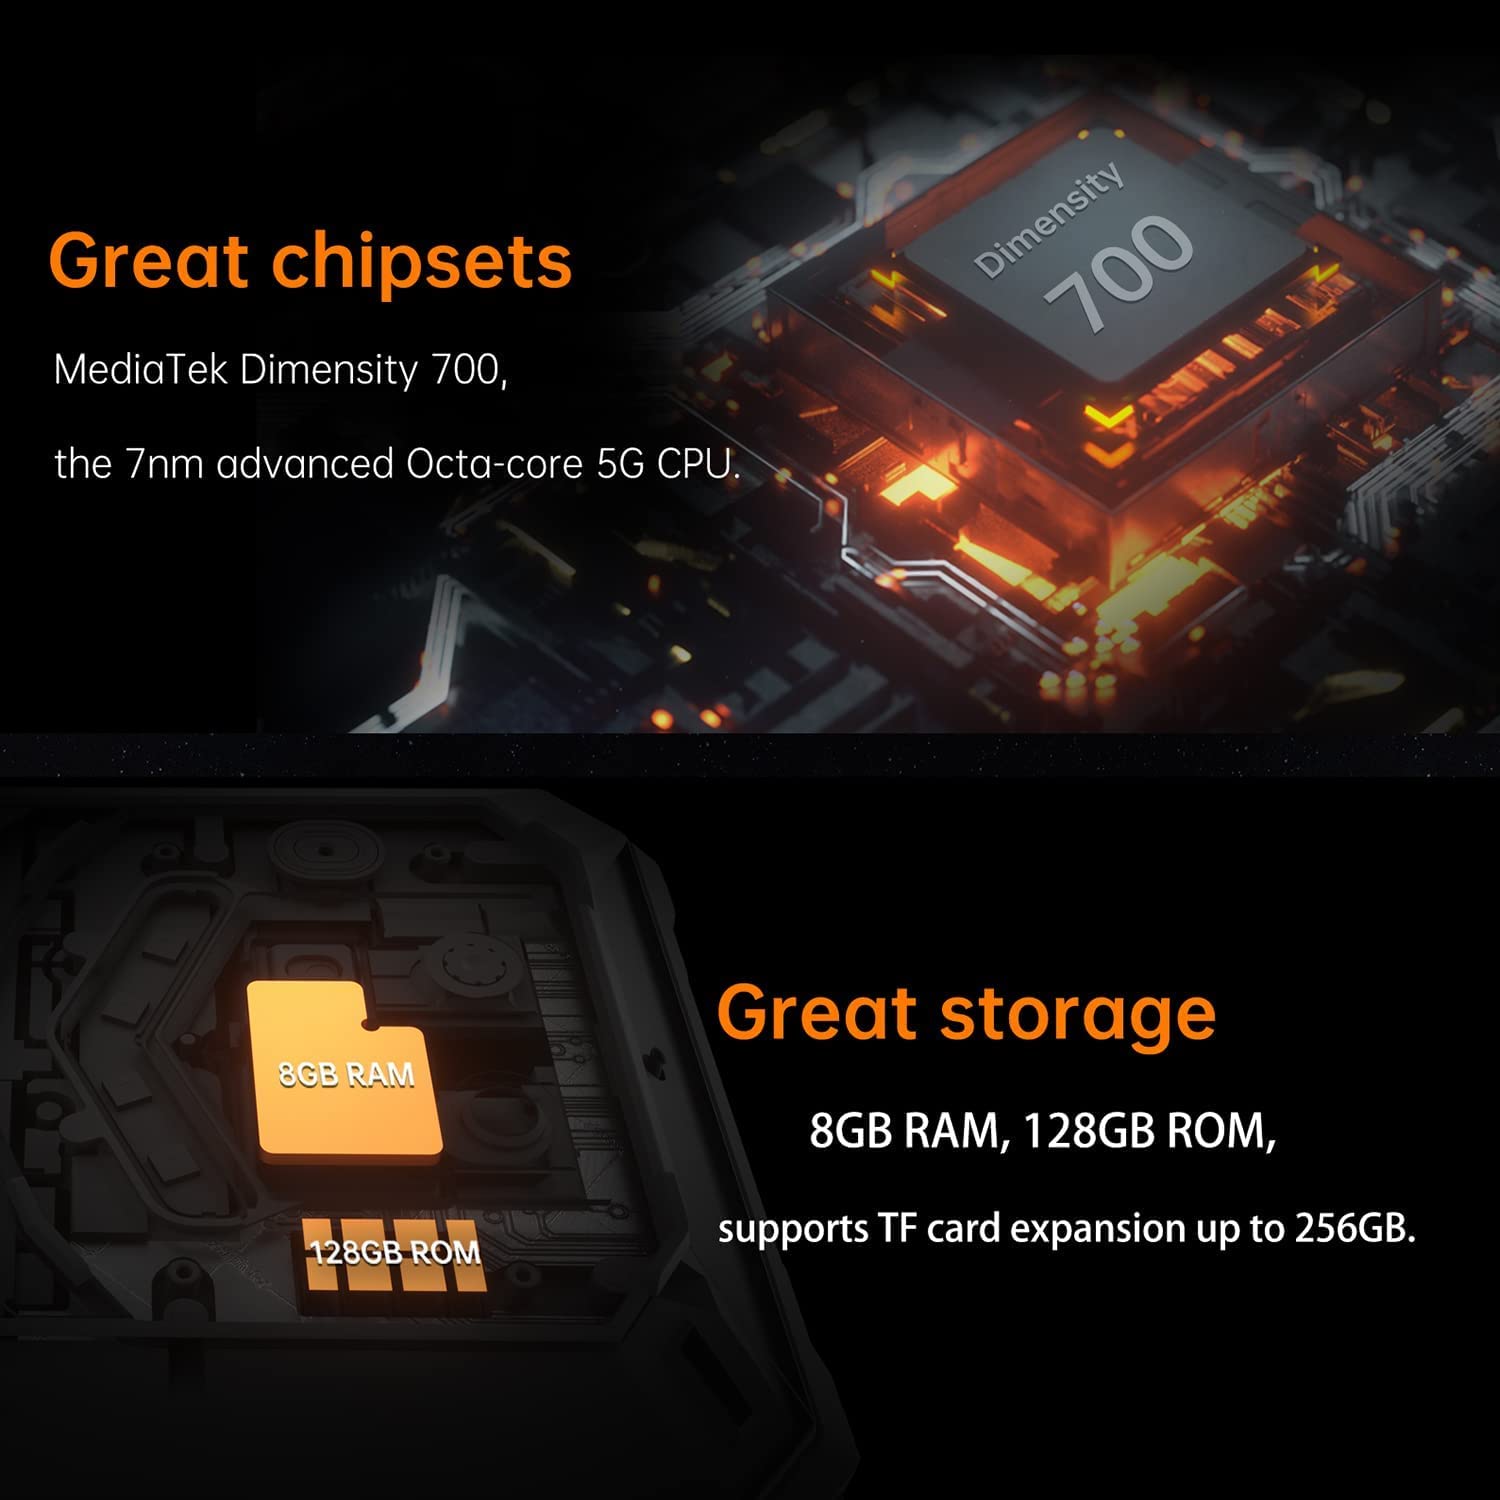 Dimensity
700
Great chipsets
MediaTek Dimensity 700,
the 7nm advanced Octa-core 5G CPU.
8GB RAM
128GB ROM
Great storage
8GB RAM, 128GB ROM,
supports TF card expansion up to 256GB.